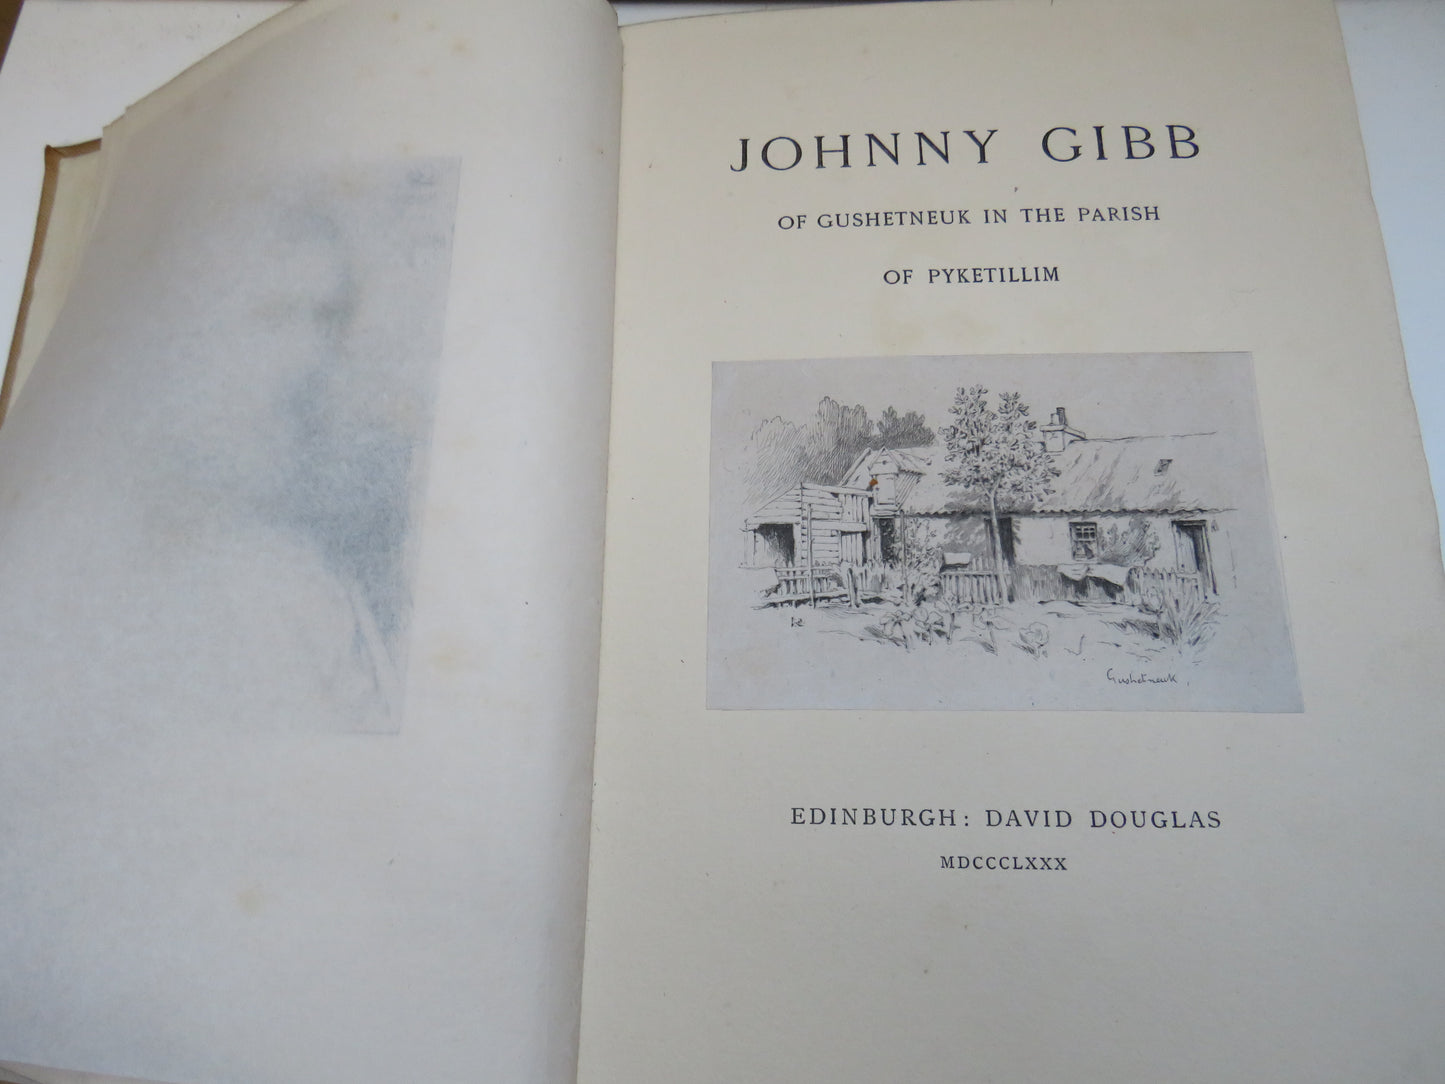 JOHNNY GIBB
OF GUSHETNEUK IN THE PARISH
OF PYKETILLIM
Gushetneuk
EDINBURGH: DAVID DOUGLAS
MDCCCLXXX